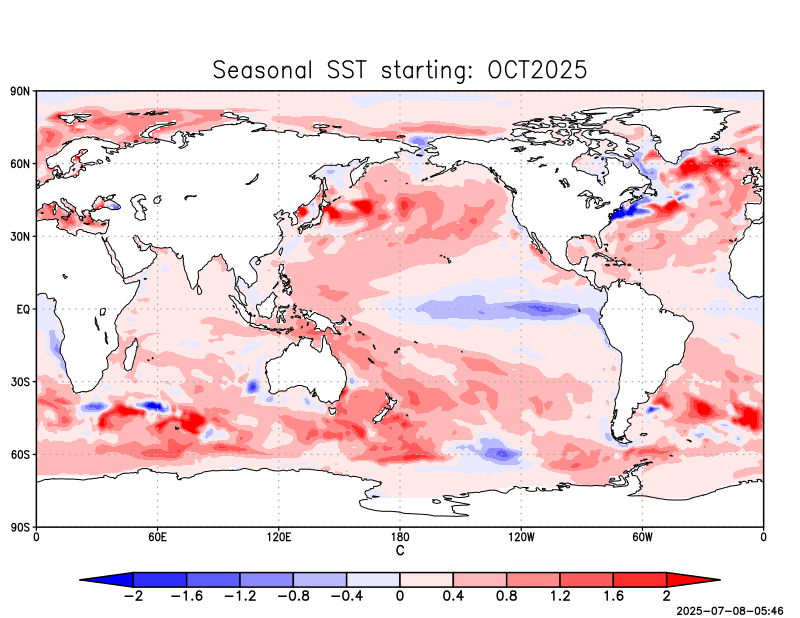 Seasonal SST starting: OCT2025
90N
60N
30N
EQ
30S
60S
90S
0 60E 120E 180 120W 60W 0
C
-2 -1.6 -1.2 -0.8 -0.4 0 0.4 0.8 1.2 1.6 2
2025-07-08-05:46